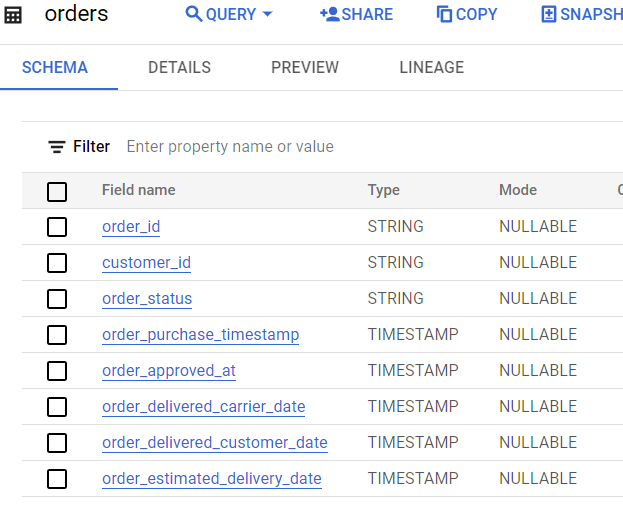 orders QUERY SHARE COPY SNAPSH
SCHEMA DETAILS PREVIEW LINEAGE
Filter Enter property name or value
Field name Type Mode C
order_id STRING NULLABLE
customer_id STRING NULLABLE
order_status STRING NULLABLE
order_purchase_timestamp TIMESTAMP NULLABLE
order_approved_at TIMESTAMP NULLABLE
order_delivered_carrier_date TIMESTAMP NULLABLE
order_delivered_customer_date TIMESTAMP NULLABLE
order_estimated_delivery_date TIMESTAMP NULLABLE